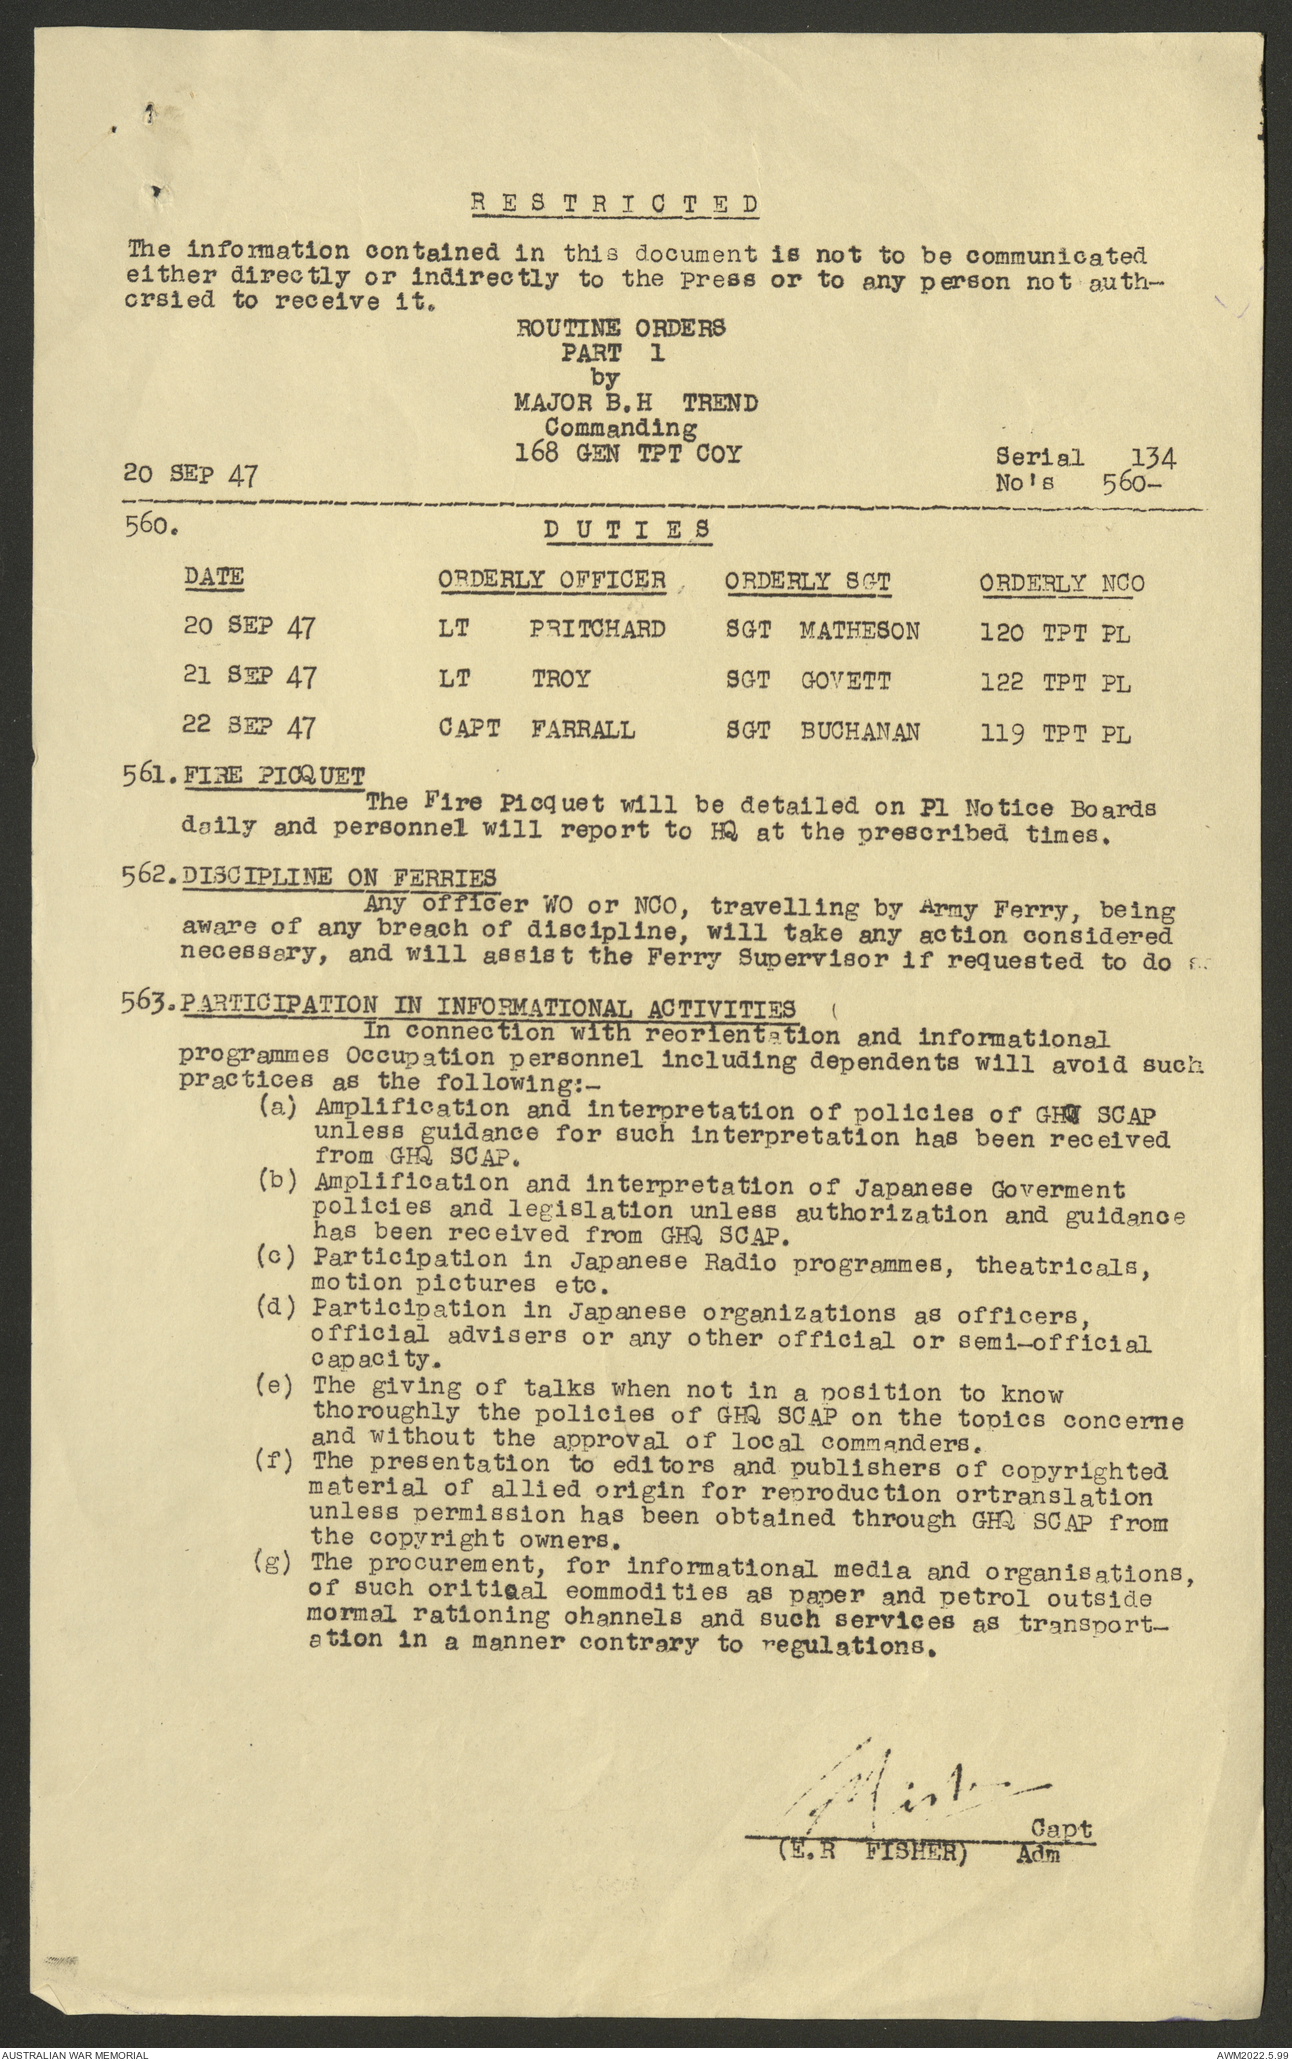 RESTRICTED
The information contained in this document is not to be communicated
either directly or indirectly to the Press or to any person not auth-
crsied to receive it.
ROUTINE ORDERS
PART 1
by
MAJOR B.H TREND
Commanding
168 GEN TPT COY
Serial 134
20 SEP 47
No's 560-
560. DUTIES
DATE ORDERLY OFFICER ORDERLY SGT ORDERLY NCO
20 SEP 47 LT PRITCHARD SGT MATHESON 120 TPT PL
21 SEP 47 LT TROY SGT GOVETT 122 TPT PL
22 SEP 47 CAPT FARRALL SGT BUCHANAN 119 TPT PL
561. FIRE PICQUET
The Fire Picquet will be detailed on Pl Notice Boards
daily and personnel will report to HQ at the prescribed times.
562. DISCIPLINE ON FERRIES
Any officer WO or NCO, travelling by Army Ferry, being
aware of any breach of discipline, will take any action considered
necessary, and will assist the Ferry Supervisor if requested to do
563. PARTICIPATION IN INFORMATIONAL ACTIVITIES
In connection with reorientation and informational
programmes Occupation personnel including dependents will avoid such
practices as the following:-
(a) Amplification and interpretation of policies of GHQ SCAP
unless guidance for such interpretation has been received
from GHQ SCAP.
(b) Amplification and interpretation of Japanese Goverment
policies and legislation unless authorization and guidance
has been received from GHQ SCAP.
(c) Participation in Japanese Radio programmes, theatricals,
motion pictures etc.
(d) Participation in Japanese organizations as officers,
official advisers or any other official or semi-official
capacity.
(e) The giving of talks when not in a position to know
thoroughly the policies of GHQ SCAP on the topics concerne
and without the approval of local commanders.
(f) The presentation to editors and publishers of copyrighted
material of allied origin for reproduction ortranslation
unless permission has been obtained through GHQ SCAP from
the copyright owners.
(g) The procurement, for informational media and organisations,
of such oritical eommodities as paper and petrol outside
mormal rationing ohannels and such services as transport-
ation in a manner contrary to regulations.
Capt
(E.R FISHER) Adm
AUSTRALIAN WAR MEMORIAL
AWM2022.5.99